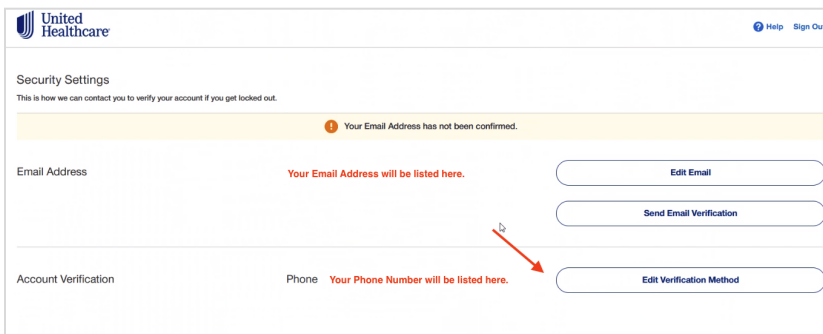 United
Healthcare
Help Sign Ou
Security Settings
This is how we can contact you to verify your account if you get locked out.
Your Email Address has not been confirmed.
Email Address
Your Email Address will be listed here.
Edit Email
Send Email Verification
Account Verification
Phone Your Phone Number will be listed here.
Edit Verification Method